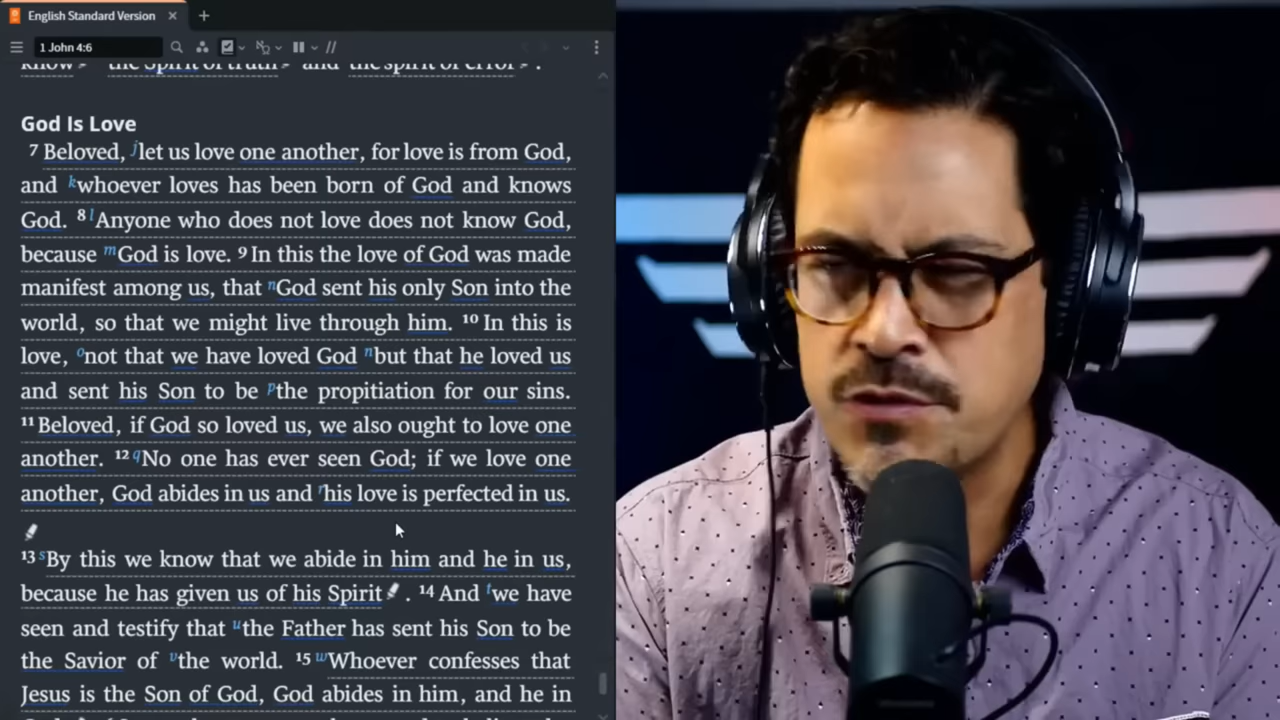 English Standard Version
1 John 4:6
know the Spirit of truth and the spirit of error .
God Is Love
7 Beloved, j let us love one another, for love is from God,
and k whoever loves has been born of God and knows
God. 8 l Anyone who does not love does not know God,
because m God is love. 9 In this the love of God was made
manifest among us, that n God sent his only Son into the
world, so that we might live through him. 10 In this is
love, o not that we have loved God n but that he loved us
and sent his Son to be p the propitiation for our sins.
11 Beloved, if God so loved us, we also ought to love one
another. 12 q No one has ever seen God; if we love one
another, God abides in us and r his love is perfected in us.
13 s By this we know that we abide in him and he in us,
because he has given us of his Spirit . 14 And t we have
seen and testify that u the Father has sent his Son to be
the Savior of v the world. 15 w Whoever confesses that
Jesus is the Son of God, God abides in him, and he in